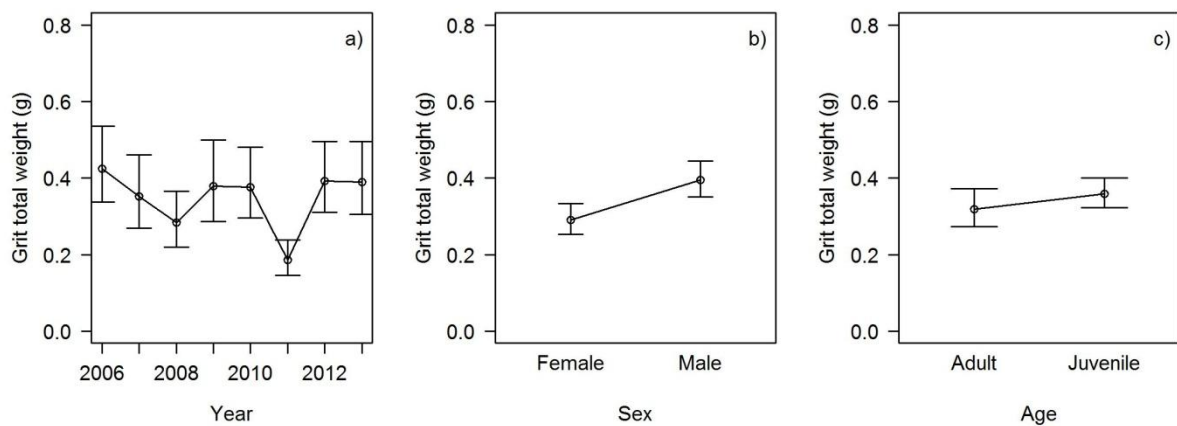 a)
Grit total weight (g)
0.8
0.6
0.4
0.2
0.0
2006 2008 2010 2012
Year
b)
Grit total weight (g)
0.8
0.6
0.4
0.2
0.0
Female Male
Sex
c)
Grit total weight (g)
0.8
0.6
0.4
0.2
0.0
Adult Juvenile
Age